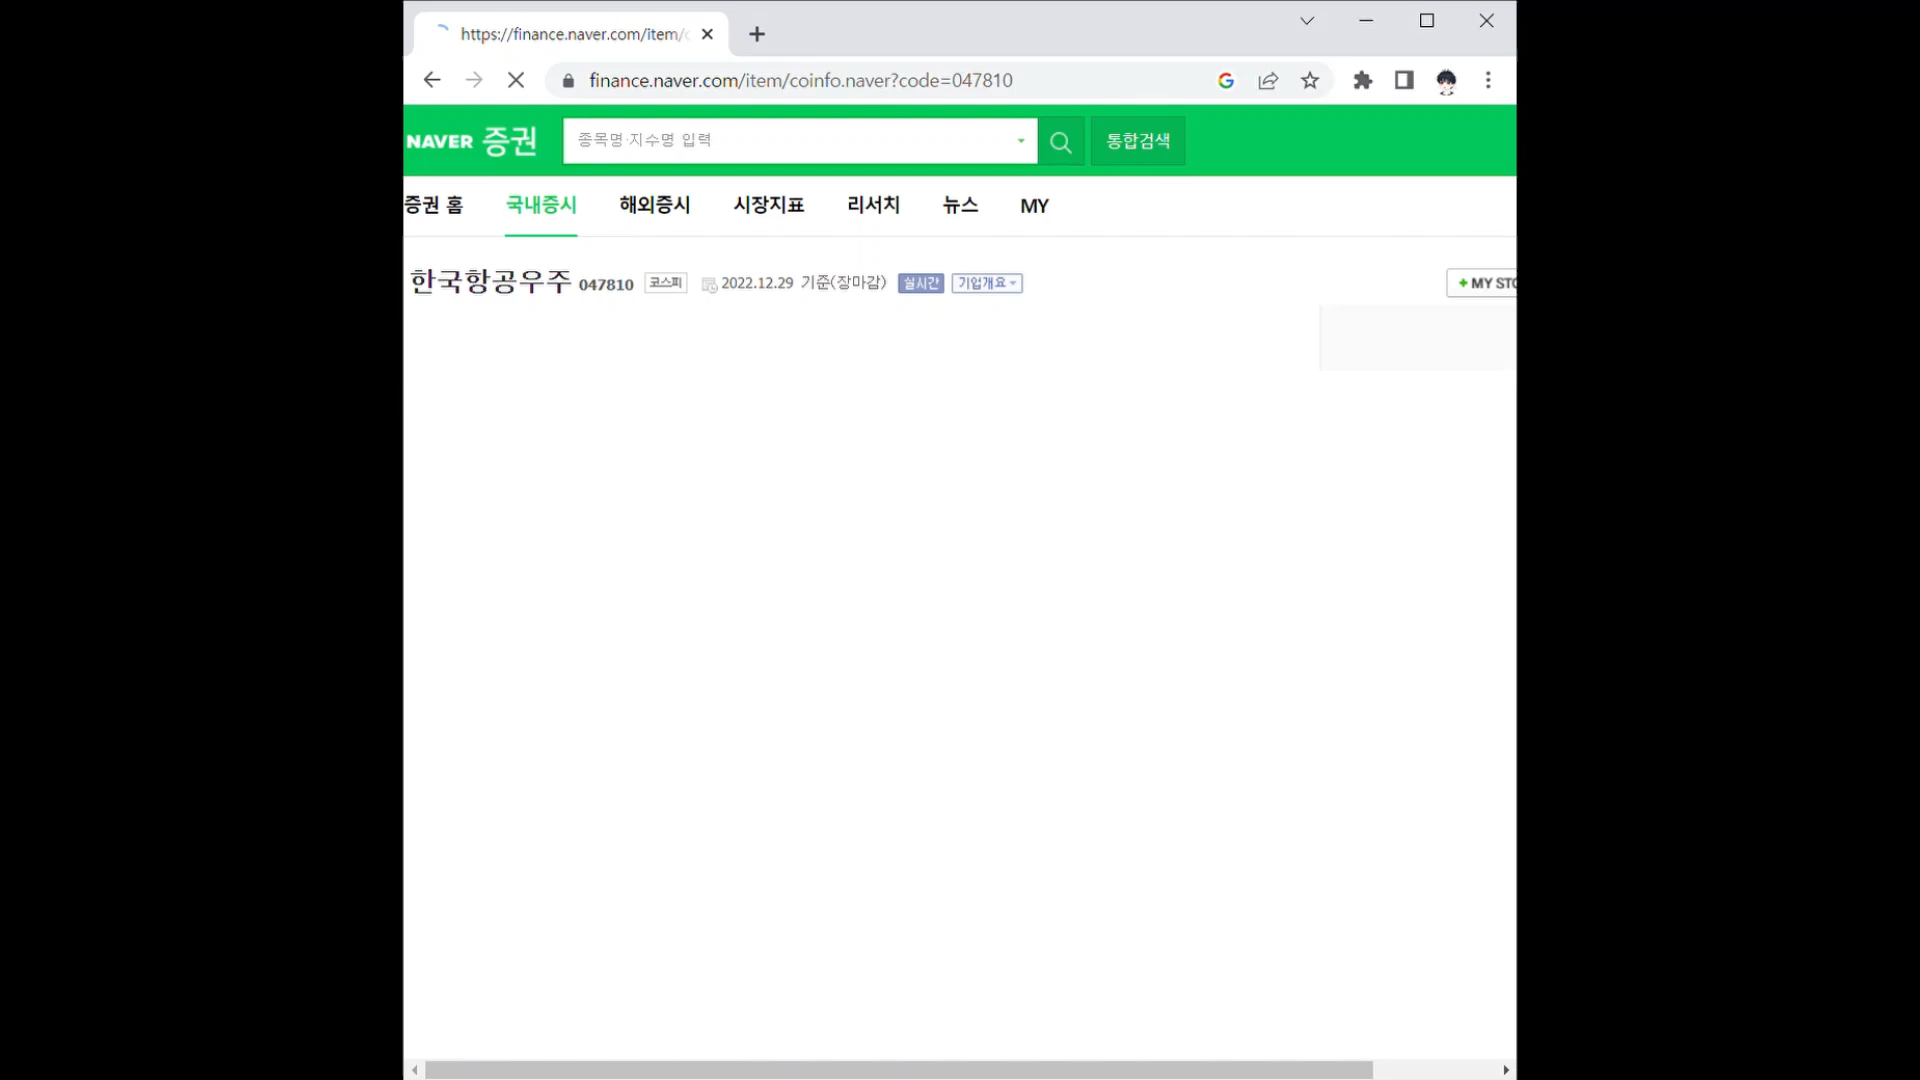 https://finance.naver.com/item/
finance.naver.com/item/coinfo.naver?code=047810
NAVER 증권
종목명·지수명 입력
통합검색
증권 홈 국내증시 해외증시 시장지표 리서치 뉴스 MY
한국항공우주 047810 코스피 2022.12.29 기준(장마감) 실시간 기업개요
+ MY STO